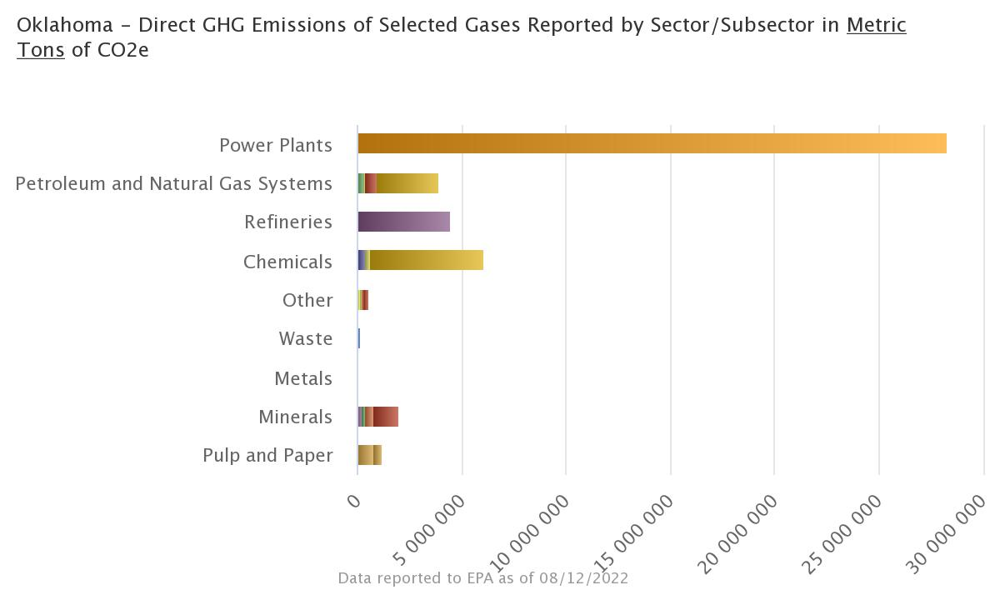 Oklahoma – Direct GHG Emissions of Selected Gases Reported by Sector/Subsector in Metric
Tons of CO2e
Power Plants
Petroleum and Natural Gas Systems
Refineries
Chemicals
Other
Waste
Metals
Minerals
Pulp and Paper
0
5 000 000
10 000 000
15 000 000
20 000 000
25 000 000
30 000 000
Data reported to EPA as of 08/12/2022